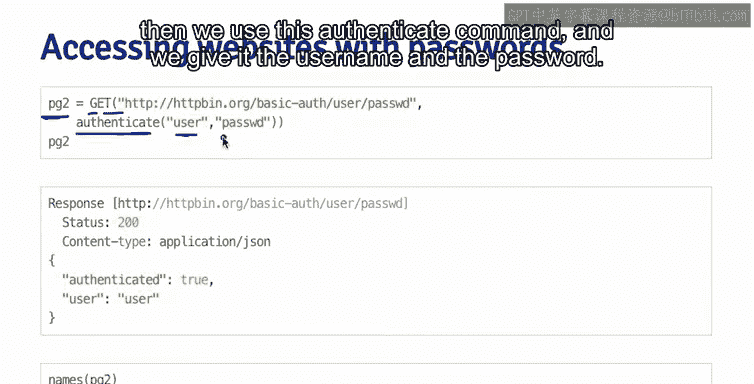 Accessing websites with passwords
then we use this authenticate command, and
we give it the username and the password.
pg2 = GET("http://httpbin.org/basic-auth/user/passwd",
authenticate("user","passwd"))
pg2
Response [http://httpbin.org/basic-auth/user/passwd]
Status: 200
Content-type: application/json
{
"authenticated": true,
"user": "user"
}
names(pg2)